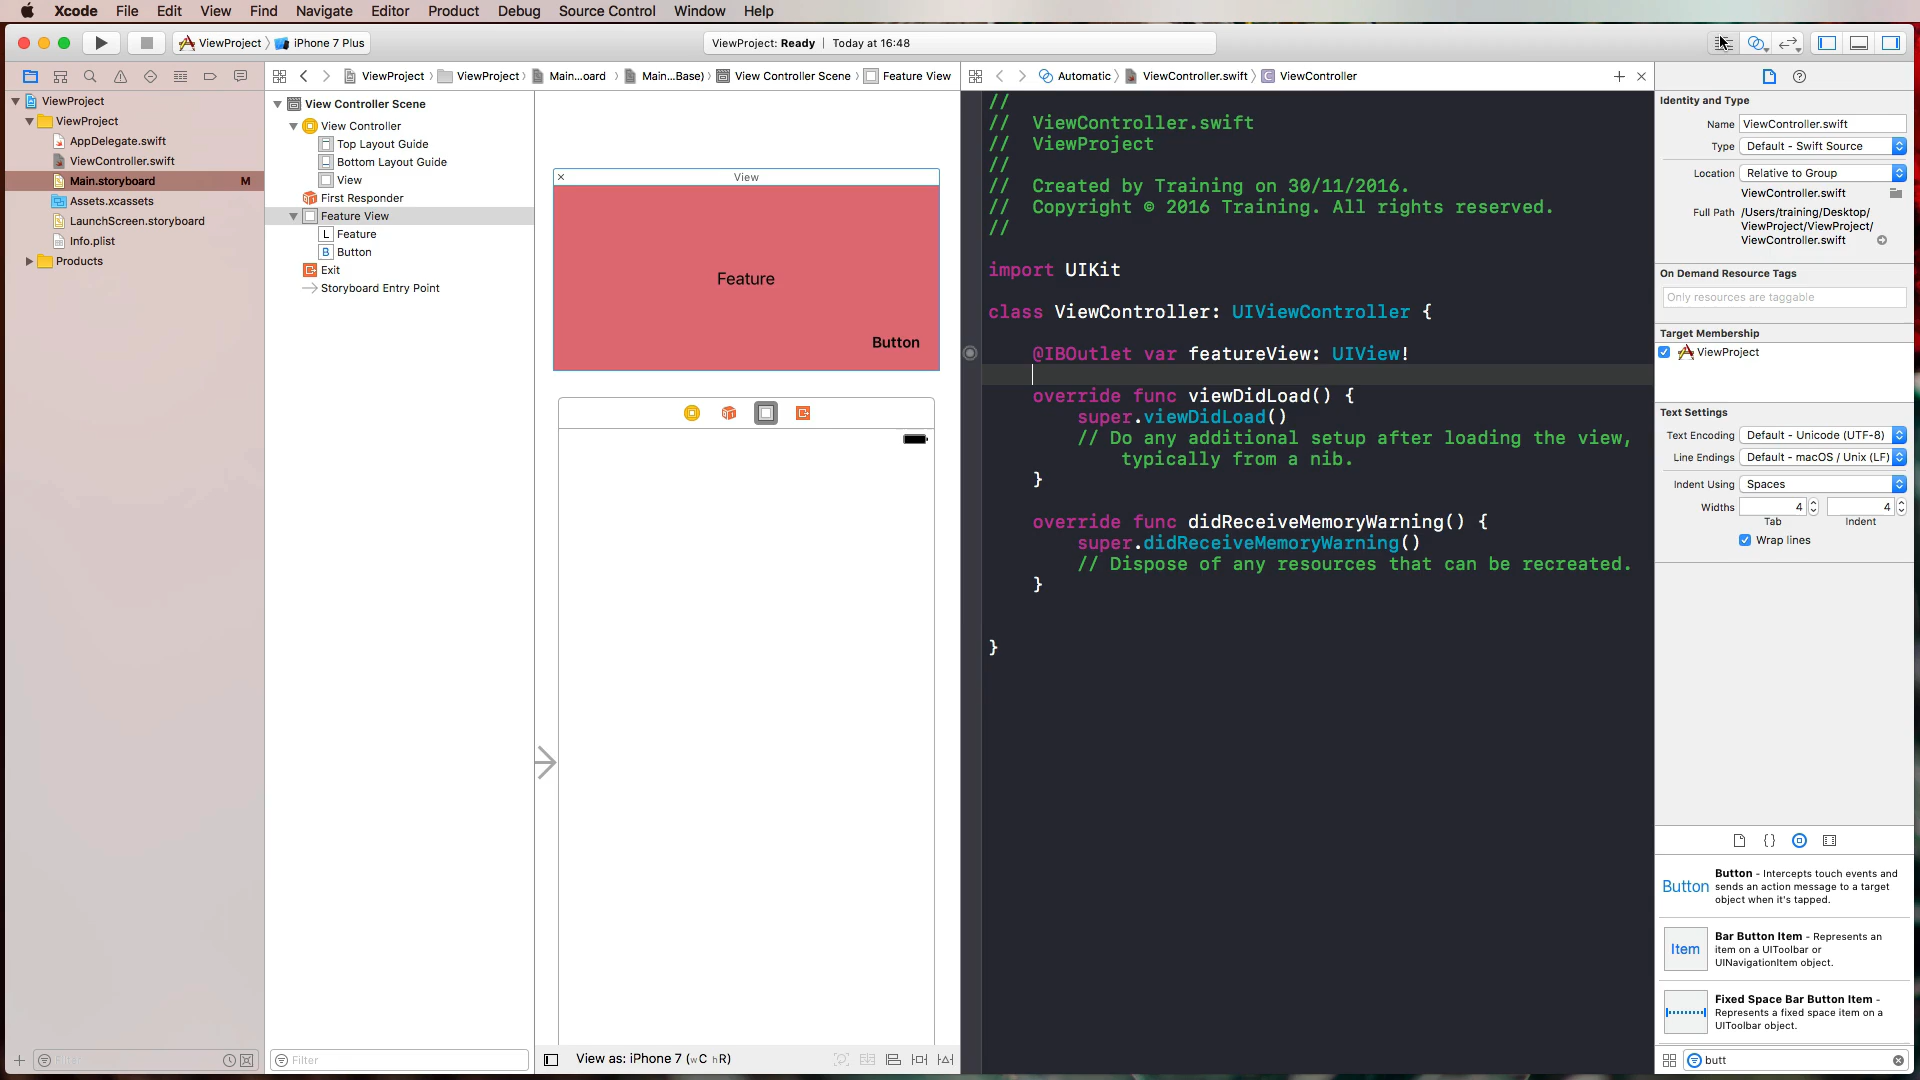 Xcode File Edit View Find Navigate Editor Product Debug Source Control Window Help
ViewProject iPhone 7 Plus
ViewProject: Ready | Today at 16:48
ViewProject ViewProject Main...oard Main...Base) View Controller Scene Feature View
Automatic ViewController.swift C ViewController
ViewProject
ViewProject
AppDelegate.swift
ViewController.swift
Main.storyboard M
Assets.xcassets
LaunchScreen.storyboard
Info.plist
Products
View Controller Scene
View Controller
Top Layout Guide
Bottom Layout Guide
View
First Responder
Feature View
L Feature
B Button
Exit
Storyboard Entry Point
Filter
View
Feature
Button
View as: iPhone 7 (wC hR)
//
// ViewController.swift
// ViewProject
//
// Created by Training on 30/11/2016.
// Copyright © 2016 Training. All rights reserved.
//
import UIKit
class ViewController: UIViewController {
@IBOutlet var featureView: UIView!
override func viewDidLoad() {
super.viewDidLoad()
// Do any additional setup after loading the view,
typically from a nib.
}
override func didReceiveMemoryWarning() {
super.didReceiveMemoryWarning()
// Dispose of any resources that can be recreated.
}
}
Identity and Type
Name ViewController.swift
Type Default - Swift Source
Location Relative to Group
ViewController.swift
Full Path /Users/training/Desktop/
ViewProject/ViewProject/
ViewController.swift
On Demand Resource Tags
Only resources are taggable
Target Membership
ViewProject
Text Settings
Text Encoding Default - Unicode (UTF-8)
Line Endings Default - macOS / Unix (LF)
Indent Using Spaces
Widths 4 4
Tab Indent
Wrap lines
{ }
Button
Button - Intercepts touch events and
sends an action message to a target
object when it's tapped.
Item
Bar Button Item - Represents an
item on a UIToolbar or
UINavigationItem object.
Fixed Space Bar Button Item -
Represents a fixed space item on a
UIToolbar object.
butt